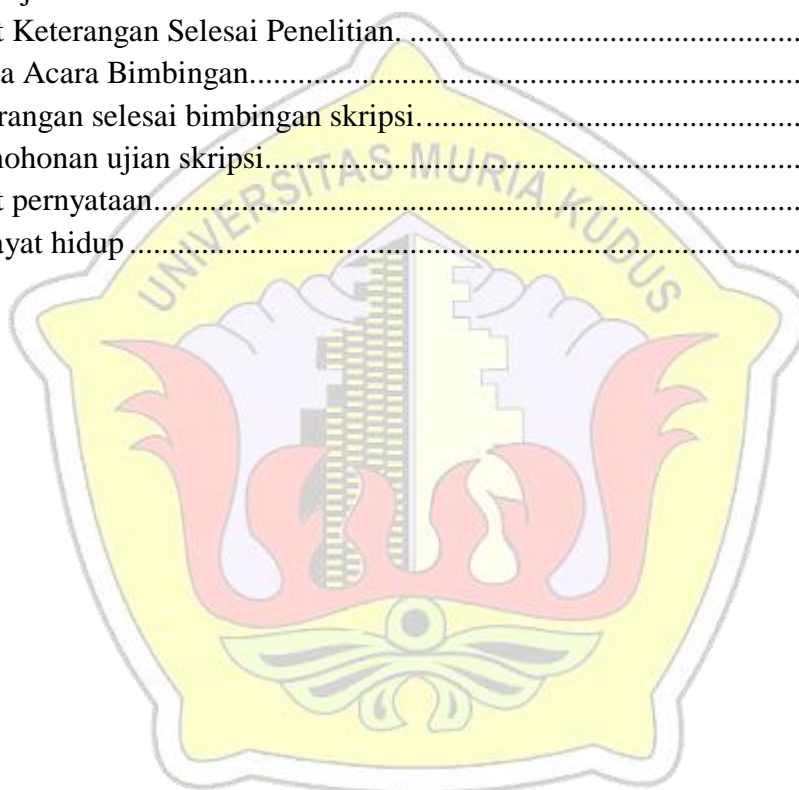 t Keterangan Selesai Penelitian. ..........................................
a Acara Bimbingan..............................................................
rangan selesai bimbingan skripsi. ..........................................
nohonan ujian skripsi............................................................
t pernyataan..........................................................................
ayat hidup ............................................................................
UNIVERSITAS MURIA KUDUS